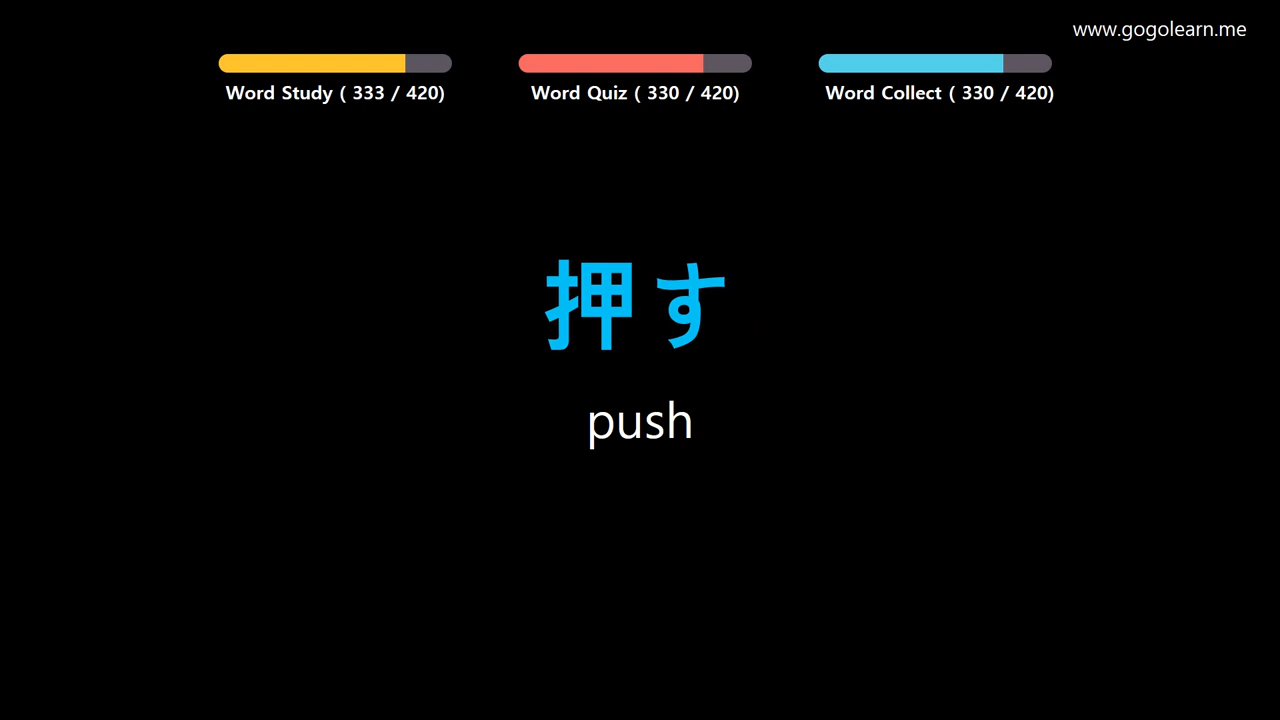 www.gogolearn.me
Word Study ( 333 / 420)
Word Quiz ( 330 / 420)
Word Collect ( 330 / 420)
押す
push